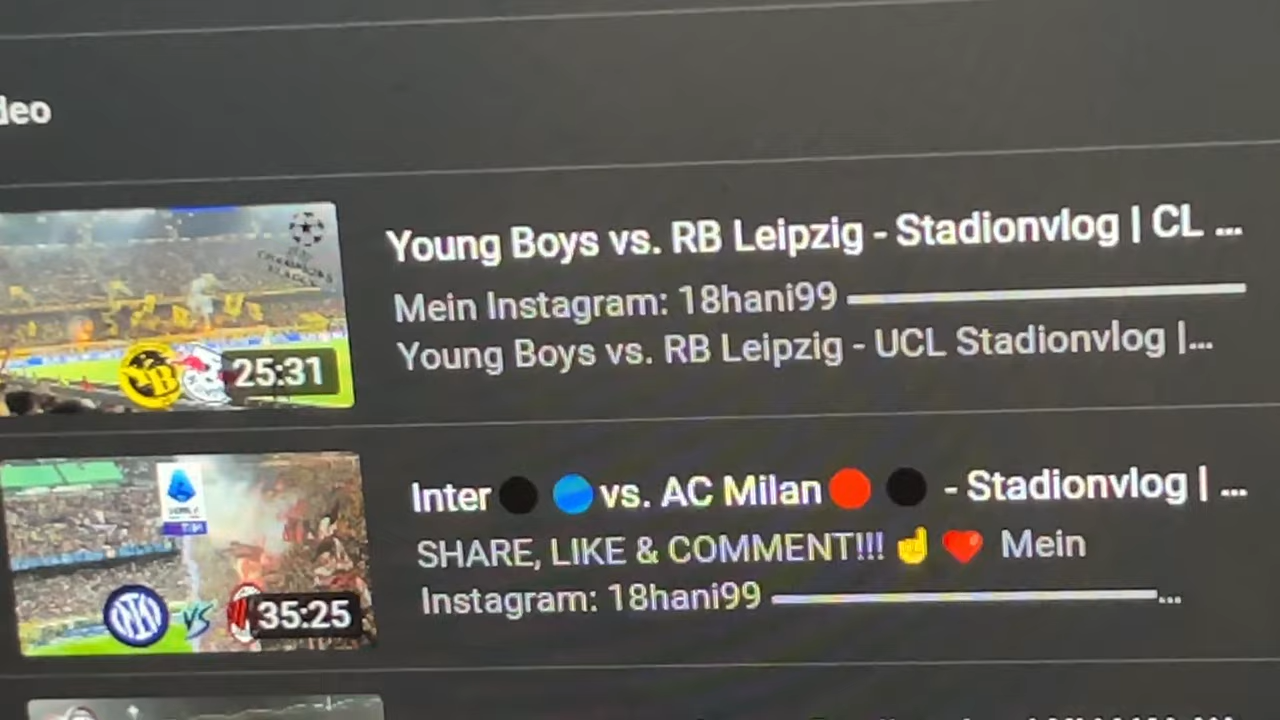 deo
Young Boys vs. RB Leipzig - Stadionvlog | CL ...
Mein Instagram: 18hani99
Young Boys vs. RB Leipzig - UCL Stadionvlog |...
25:31
Inter ⚫ 🔵 vs. AC Milan 🔴 ⚫ - Stadionvlog | ...
SHARE, LIKE & COMMENT!!! ☝️ ❤️ Mein
Instagram: 18hani99 ...
VS
35:25